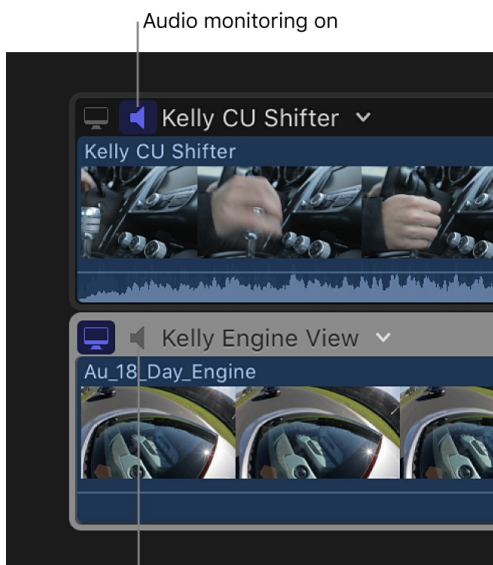 Audio monitoring on
Kelly CU Shifter
Kelly CU Shifter
Kelly Engine View
Au_18_Day_Engine